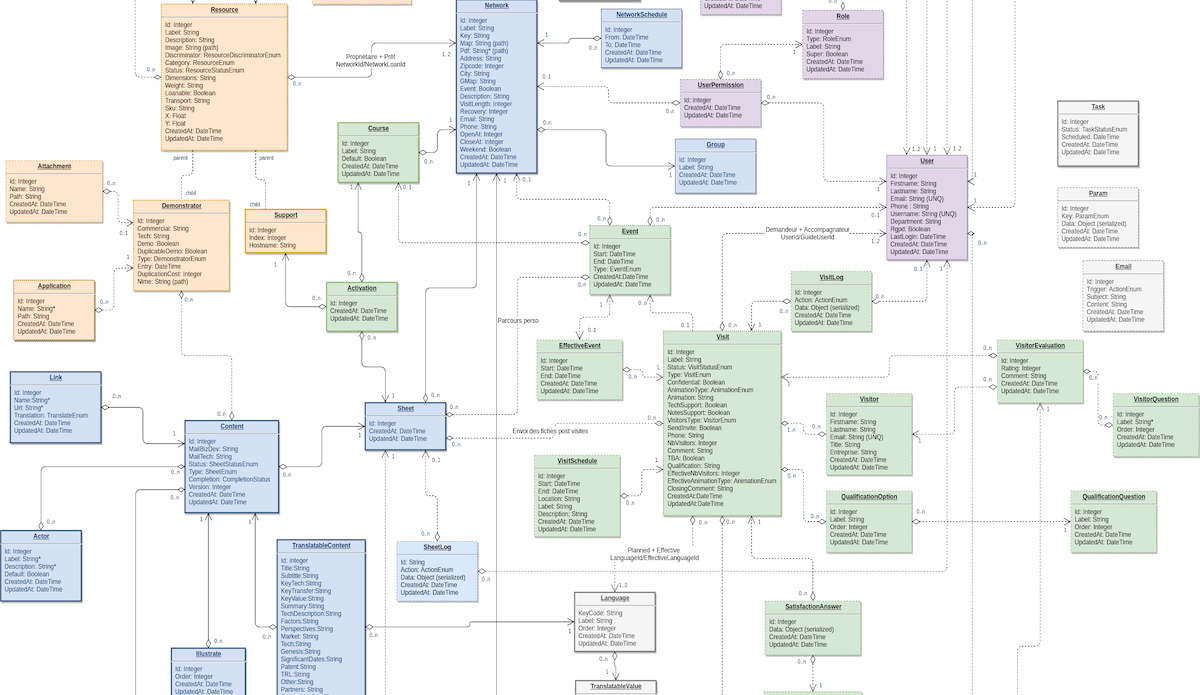 Resource
Id: Integer
Label: String
Description: String
Image: String (path)
Discriminator: ResourceDiscriminatorEnum
Category: ResourceEnum
Status: ResourceStatusEnum
Dimensions: String
Weight: String
Loanable: Boolean
Transport: String
Sku: String
X: Float
Y: Float
CreatedAt: DateTime
UpdatedAt: DateTime
Propriétaire + Prêt
NetworkId/NetworkLoanId
Network
Id: Integer
Label: String
Key: String
Map: String (path)
Pdf: String* (path)
Address: String
Zipcode: Integer
City: String
GMap: String
Event: Boolean
Description: String
VisitLength: Integer
Recovery: Integer
Email: String
Phone: String
OpenAt: Integer
CloseAt: Integer
Weekend: Boolean
CreatedAt: DateTime
UpdatedAt: DateTime
NetworkSchedule
Id: Integer
From: DateTime
To: DateTime
CreatedAt: DateTime
UpdatedAt: DateTime
UpdatedAt: DateTime
Role
Id: Integer
Type: RoleEnum
Label: String
Super: Boolean
CreatedAt: DateTime
UpdatedAt: DateTime
UserPermission
Id: Integer
CreatedAt: DateTime
UpdatedAt: DateTime
Group
Id: Integer
Label: String
CreatedAt: DateTime
UpdatedAt: DateTime
User
Id: Integer
Firstname: String
Lastname: String
Email: String (UNQ)
Phone : String
Username: String (UNQ)
Department: String
Rgpd: Boolean
LastLogin: DateTime
CreatedAt: DateTime
UpdatedAt: DateTime
Task
Id: Integer
Status: TaskStatusEnum
Scheduled: DateTime
CreatedAt: DateTime
UpdatedAt: DateTime
Param
Id: Integer
Key: ParamEnum
Data: Object (serialized)
CreatedAt: DateTime
UpdatedAt: DateTime
Email
Id: Integer
Trigger: ActionEnum
Subject: String
Content: String
CreatedAt: DateTime
UpdatedAt: DateTime
Course
Id: Integer
Label: String
Default: Boolean
CreatedAt: DateTime
UpdatedAt: DateTime
parent
parent
child
child
Attachment
Id: Integer
Name: String
Path: String
CreatedAt: DateTime
UpdatedAt: DateTime
Demonstrator
Id: Integer
Commercial: String
Tech: String
Demo :Boolean
DuplicableDemo: Boolean
Type: DemonstratorEnum
Entry: DateTime
DuplicationCost: Integer
Nime: String (path)
Support
Id: Integer
Index: Integer
Hostname: String
Application
Id: Integer
Name: String*
Path: String
CreatedAt: DateTime
UpdatedAt: DateTime
Activation
Id: Integer
CreatedAt: DateTime
UpdatedAt: DateTime
Event
Id: Integer
Start: DateTime
End: DateTime
Type: EventEnum
CreatedAt:DateTime
UpdatedAt: DateTime
Demandeur + Accompagnateur
UserId/GuideUserId
VisitLog
Id: Integer
Action: ActionEnum
Data: Object (serialized)
CreatedAt: DateTime
UpdatedAt: DateTime
Parcours perso
EffectiveEvent
Id: Integer
Start: DateTime
End: DateTime
CreatedAt: DateTime
UpdatedAt: DateTime
Visit
Id: Integer
Label: String
Status: VisitStatusEnum
Type: VisitEnum
Confidential: Boolean
AnimationType: AnimationEnum
Animation: String
TechSupport: Boolean
NotesSupport: Boolean
VisitorsType: VisitorEnum
SendInvite: Boolean
Phone: String
NbVisitors: Integer
Comment: String
TBA: Boolean
Qualification: String
EffectiveNbVisitors: Integer
EffectiveAnimationType: AnimationEnum
ClosingComment: String
CreatedAt:DateTime
UpdatedAt: DateTime
VisitorEvaluation
Id: Integer
Rating: Integer
Comment: String
CreatedAt: DateTime
UpdatedAt: DateTime
VisitorQuestion
Id: Integer
Label: String*
Order: Integer
CreatedAt: DateTime
UpdatedAt: DateTime
Visitor
Id: Integer
Firstname: String
Lastname: String
Email: String (UNQ)
Title: String
Entreprise: String
CreatedAt: DateTime
UpdatedAt: DateTime
Link
Id: Integer
Name:String*
Url: String*
Translation: TranslateEnum
CreatedAt: DateTime
UpdatedAt: DateTime
Content
Id: Integer
MailBizDev: String
MailTech: String
Status: SheetStatusEnum
Type: SheetEnum
Completion: CompletionStatus
Version: Integer
CreatedAt: DateTime
UpdatedAt: DateTime
Sheet
Id: Integer
CreatedAt: DateTime
UpdatedAt: DateTime
Envoi des fiches post visites
VisitSchedule
Id: Integer
Start: DateTime
End: DateTime
Location: String
Label: String
Description: String
CreatedAt: DateTime
UpdatedAt: DateTime
QualificationOption
Id: Integer
Label: String
Order: Integer
CreatedAt: DateTime
UpdatedAt: DateTime
QualificationQuestion
Id: Integer
Label: String
Order: Integer
CreatedAt: DateTime
UpdatedAt: DateTime
Actor
Id: Integer
Label: String*
Description: String*
Default: Boolean
CreatedAt: DateTime
UpdatedAt: DateTime
TranslatableContent
Id: Integer
Title:String
Subtitle:String
KeyTech:String
KeyTransfer:String
KeyValue:String
Summary:String
TechDescription:String
Factors:String
Perspectives:String
Market: String
Tech:String
Genesis:String
SignificantDates:String
Patent:String
TRL:String
Other:String
Partners: String
SheetLog
Id: String
Action: ActionEnum
Data: Object (serialized)
CreatedAt: DateTime
UpdatedAt: DateTime
Planned + Effective
LanguageId/EffectiveLanguageId
Language
KeyCode: String
Label: String
Order: Integer
CreatedAt: DateTime
UpdatedAt: DateTime
SatisfactionAnswer
Id: Integer
Data: Object (serialized)
CreatedAt: DateTime
UpdatedAt: DateTime
Illustrate
Id: Integer
Order: Integer
CreatedAt: DateTime
UpdatedAt: DateTime
TranslatableValue